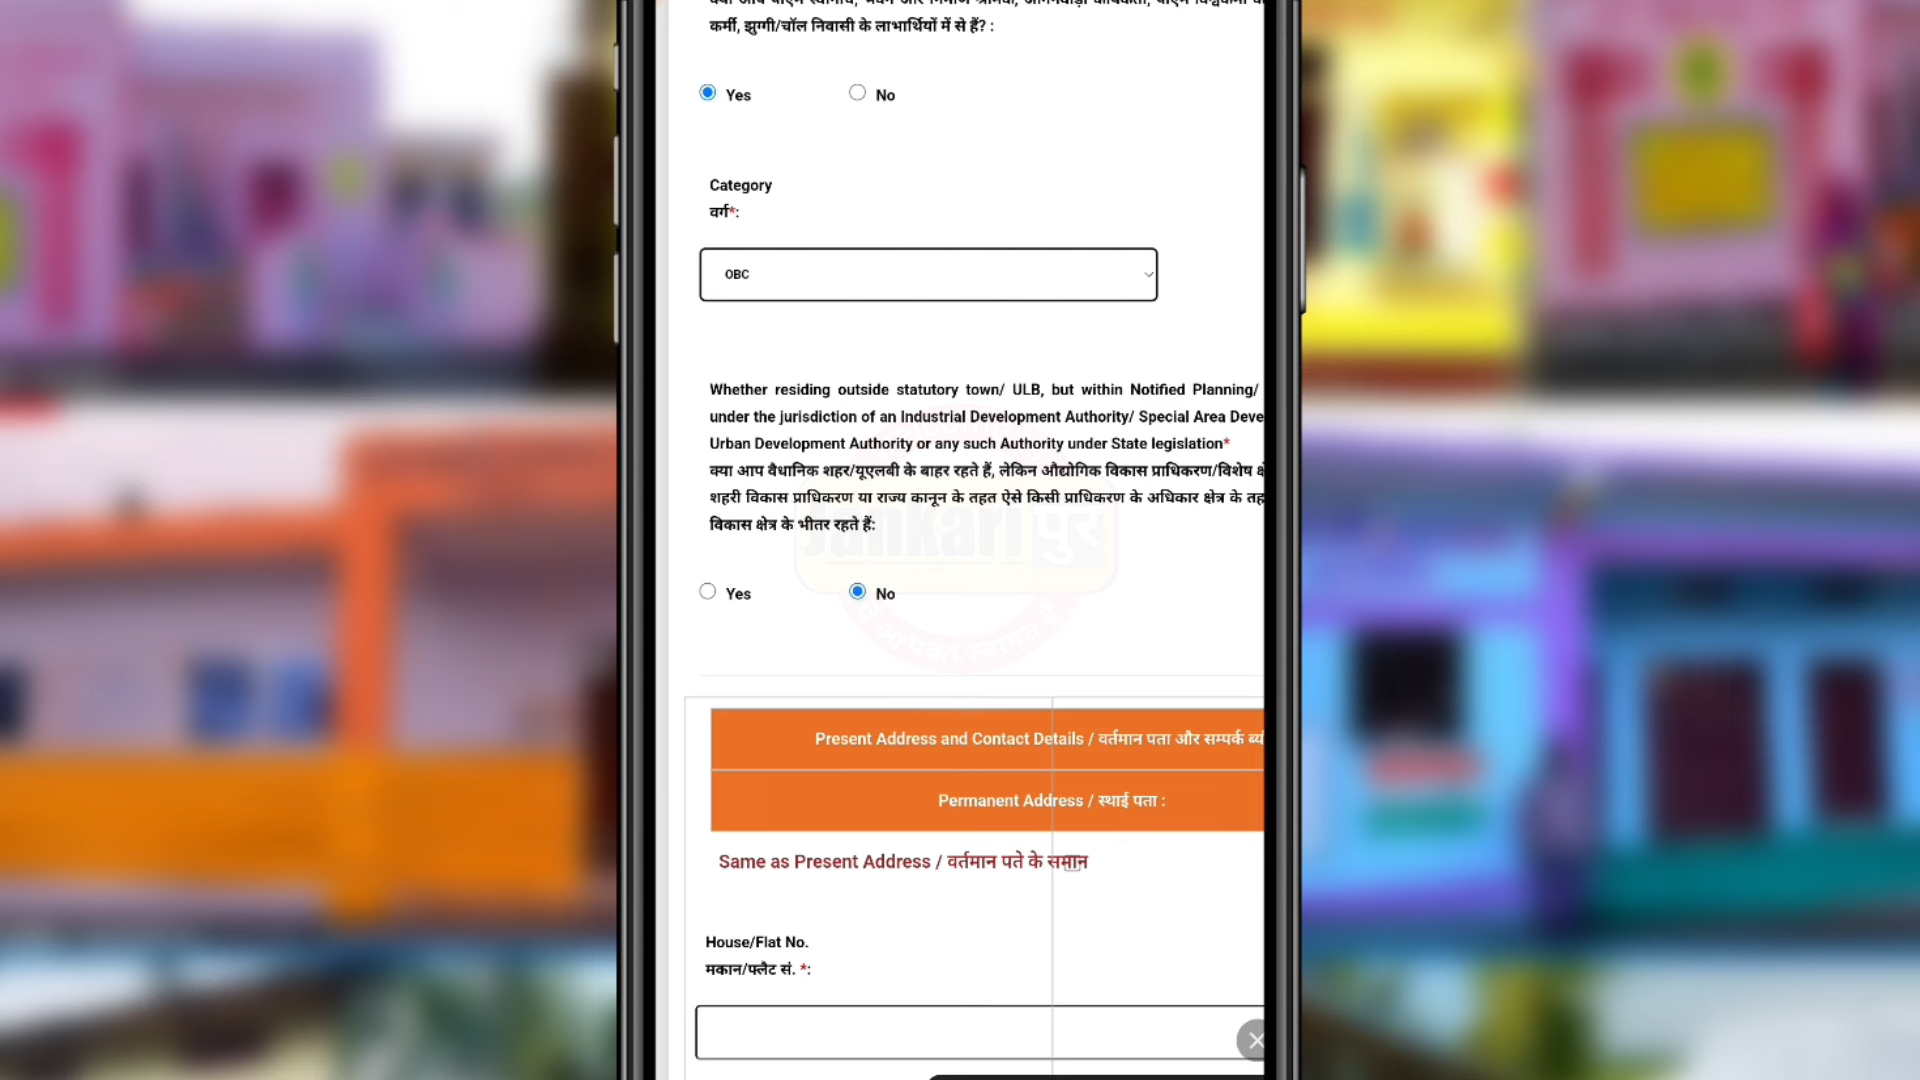 कर्मी, झुग्गी/चॉल निवासी के लाभार्थियों में से हैं? :
Yes No
Category
वर्ग*:
OBC
Whether residing outside statutory town/ ULB, but within Notified Planning/
under the jurisdiction of an Industrial Development Authority/ Special Area Deve
Urban Development Authority or any such Authority under State legislation*
क्या आप वैधानिक शहर/यूएलबी के बाहर रहते हैं, लेकिन औद्योगिक विकास प्राधिकरण/विशेष क्षे
शहरी विकास प्राधिकरण या राज्य कानून के तहत ऐसे किसी प्राधिकरण के अधिकार क्षेत्र के तह
विकास क्षेत्र के भीतर रहते हैं:
Jankari पुर
Yes No
आपका स्वागत है
Present Address and Contact Details / वर्तमान पता और सम्पर्क ब्यं
Permanent Address / स्थाई पता :
Same as Present Address / वर्तमान पते के समान
House/Flat No.
मकान/फ्लैट सं. *: